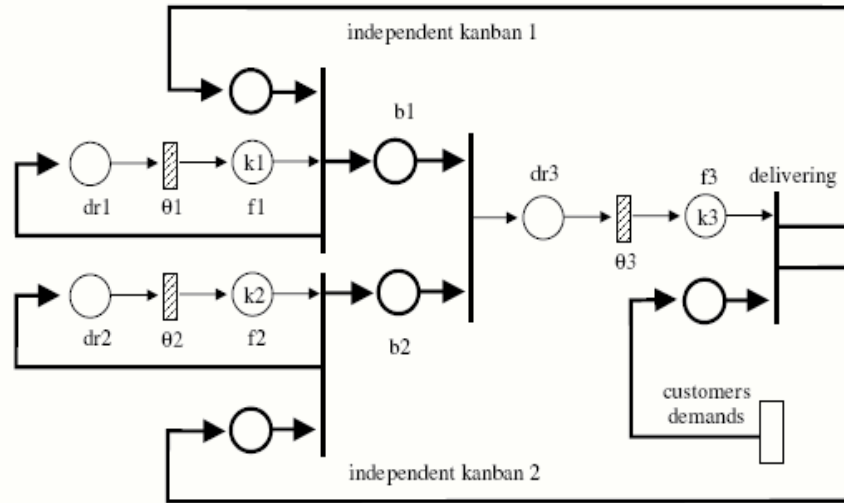 independent kanban 1
b1
k1
dr1
θ1
f1
dr3
f3
delivering
k3
θ3
k2
dr2
θ2
f2
b2
customers
demands
independent kanban 2